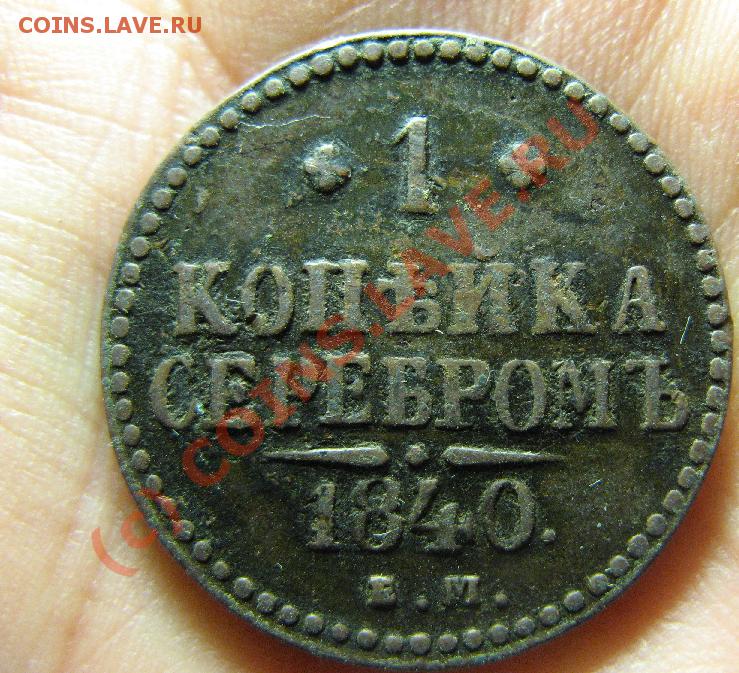 COINS.LAVE.RU
1
КОПѢЙКА
СЕРЕБРОМЪ
1840.
Е.М.
(c) COINS.LAVE.RU